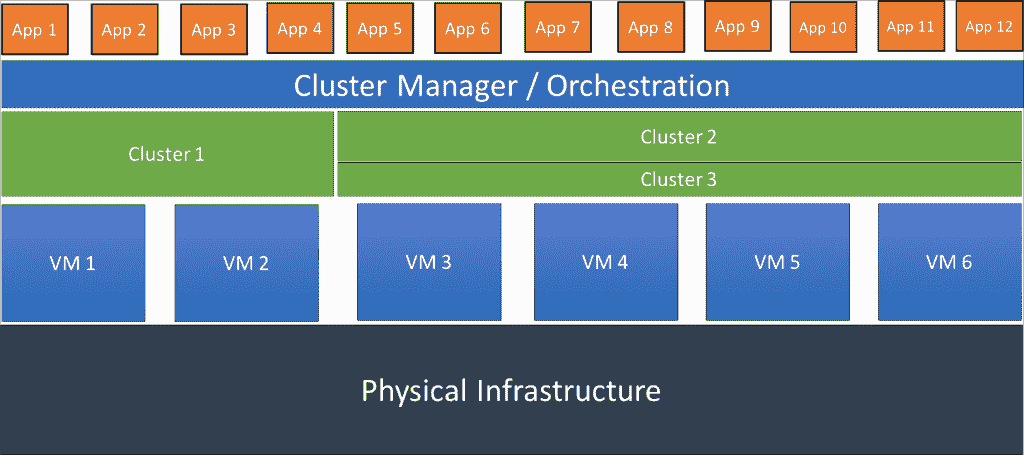 App 1
App 2
App 3
App 4
App 5
App 6
App 7
App 8
App 9
App 10
App 11
App 12
Cluster Manager / Orchestration
Cluster 1
Cluster 2
Cluster 3
VM 1
VM 2
VM 3
VM 4
VM 5
VM 6
Physical Infrastructure